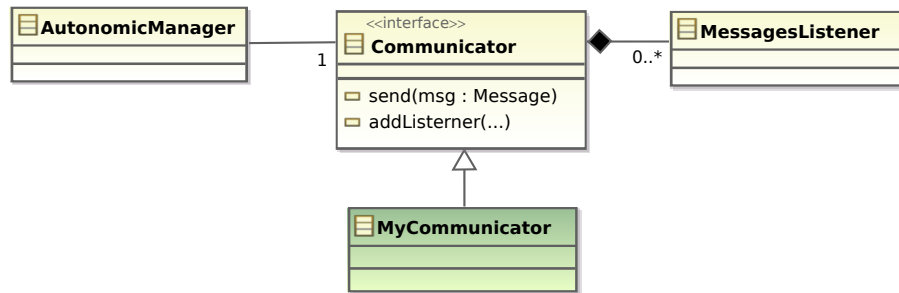 AutonomicManager
1
<<interface>>
Communicator
send(msg : Message)
addListerner(...)
0..*
MessagesListener
MyCommunicator